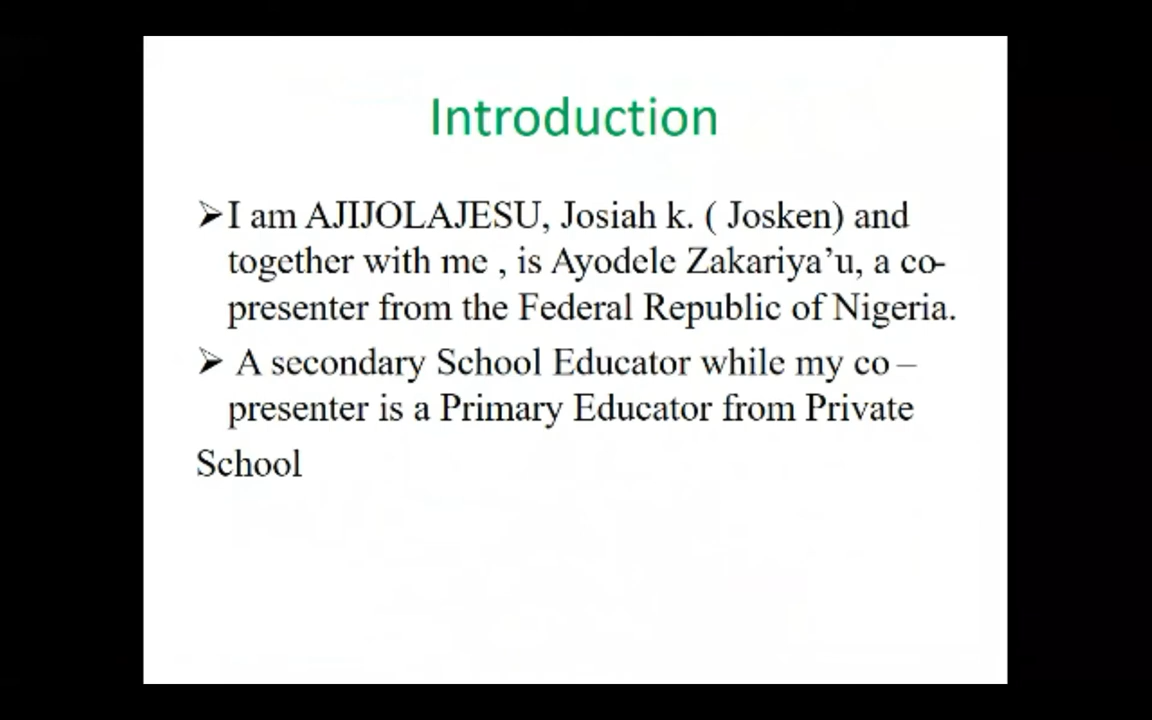 Introduction
➢I am AJIJOLAJESU, Josiah k. ( Josken) and
together with me , is Ayodele Zakariya’u, a co-
presenter from the Federal Republic of Nigeria.
➢ A secondary School Educator while my co –
presenter is a Primary Educator from Private
School